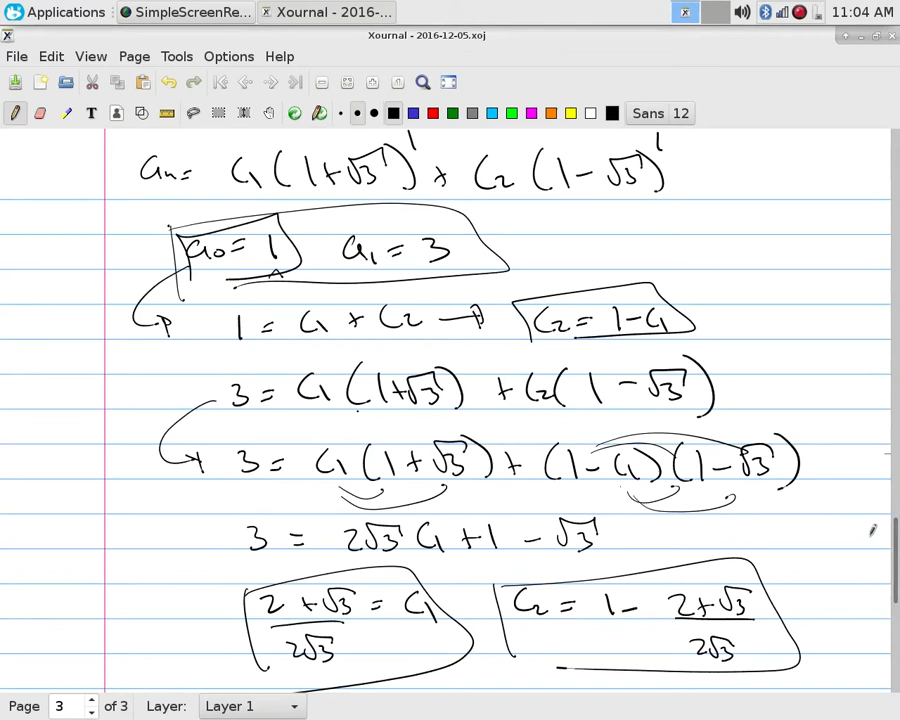 Applications SimpleScreenRe... Xournal - 2016-12-... 11:04 AM
Xournal - 2016-12-05.xoj
File Edit View Page Tools Options Help
T Sans 12
aₙ = C₁ (1+√3)¹ + C₂ (1-√3)¹
a₀ = 1 a₁ = 3
1 = C₁ + C₂ → C₂ = 1-C₁
3 = C₁ (1+√3) + C₂ (1-√3)
3 = C₁ (1+√3) + (1-C₁)(1-√3)
3 = 2√3 C₁ + 1 - √3
(2+√3)/(2√3) = C₁ C₂ = 1 - (2+√3)/(2√3)
Page 3 of 3 Layer: Layer 1